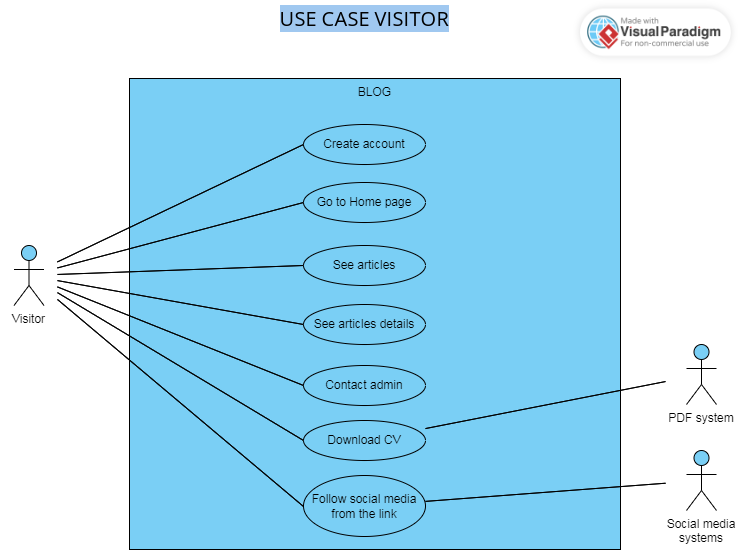 USE CASE VISITOR
Made with
Visual Paradigm
For non-commercial use
BLOG
Create account
Go to Home page
See articles
See articles details
Contact admin
Download CV
Follow social media
from the link
Visitor
PDF system
Social media
systems